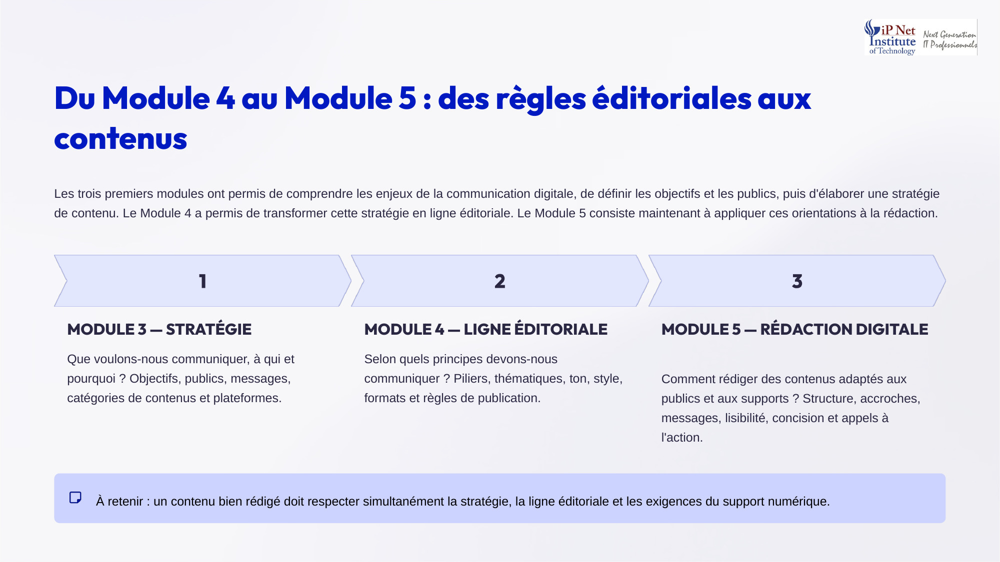 iP Net
Institute
of Technology
Next Generation
IT Professionnels
Du Module 4 au Module 5 : des règles éditoriales aux
contenus
Les trois premiers modules ont permis de comprendre les enjeux de la communication digitale, de définir les objectifs et les publics, puis d'élaborer une stratégie
de contenu. Le Module 4 a permis de transformer cette stratégie en ligne éditoriale. Le Module 5 consiste maintenant à appliquer ces orientations à la rédaction.
1
MODULE 3 — STRATÉGIE
Que voulons-nous communiquer, à qui et
pourquoi ? Objectifs, publics, messages,
catégories de contenus et plateformes.
2
MODULE 4 — LIGNE ÉDITORIALE
Selon quels principes devons-nous
communiquer ? Piliers, thématiques, ton, style,
formats et règles de publication.
3
MODULE 5 — RÉDACTION DIGITALE
Comment rédiger des contenus adaptés aux
publics et aux supports ? Structure, accroches,
messages, lisibilité, concision et appels à
l'action.
À retenir : un contenu bien rédigé doit respecter simultanément la stratégie, la ligne éditoriale et les exigences du support numérique.